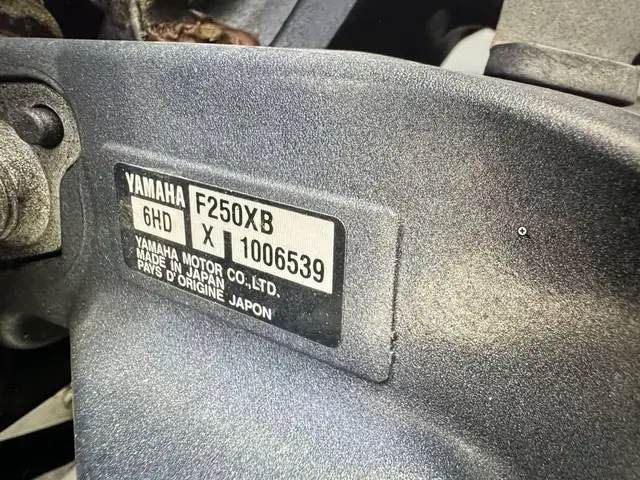 YAMAHA F250XB
6HD X 1006539
YAMAHA MOTOR CO.,LTD.
MADE IN JAPAN
PAYS D'ORIGINE JAPON